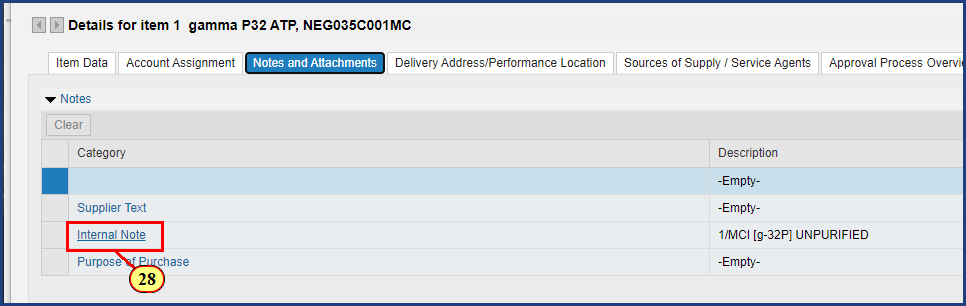 Details for item 1 gamma P32 ATP, NEG035C001MC
Item Data Account Assignment Notes and Attachments Delivery Address/Performance Location Sources of Supply / Service Agents Approval Process Overvie
Notes
Clear
Category Description
-Empty-
Supplier Text -Empty-
Internal Note 1/MCI [g-32P] UNPURIFIED
Purpose of Purchase -Empty-
28